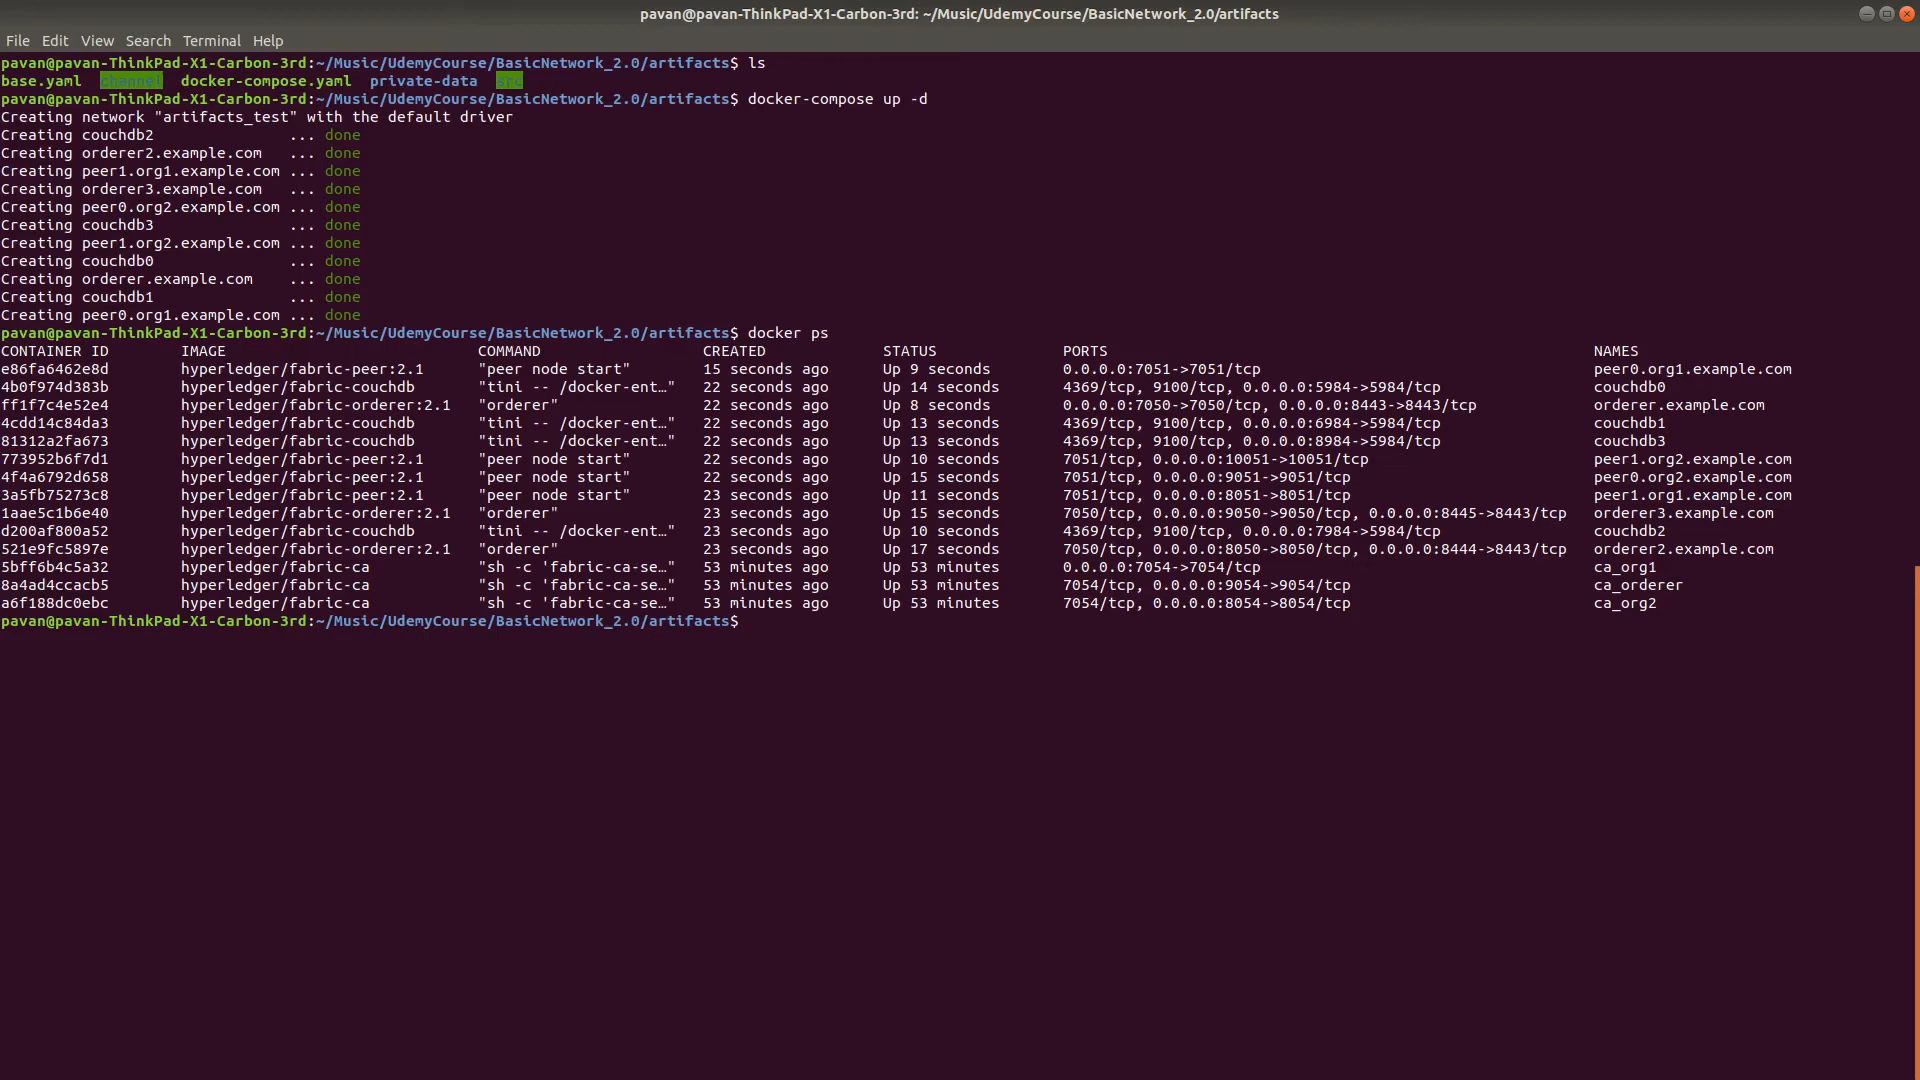 pavan@pavan-ThinkPad-X1-Carbon-3rd: ~/Music/UdemyCourse/BasicNetwork_2.0/artifacts
File Edit View Search Terminal Help
pavan@pavan-ThinkPad-X1-Carbon-3rd:~/Music/UdemyCourse/BasicNetwork_2.0/artifacts$ ls
base.yaml channel docker-compose.yaml private-data src
pavan@pavan-ThinkPad-X1-Carbon-3rd:~/Music/UdemyCourse/BasicNetwork_2.0/artifacts$ docker-compose up -d
Creating network "artifacts_test" with the default driver
Creating couchdb2 ... done
Creating orderer2.example.com ... done
Creating peer1.org1.example.com ... done
Creating orderer3.example.com ... done
Creating peer0.org2.example.com ... done
Creating couchdb3 ... done
Creating peer1.org2.example.com ... done
Creating couchdb0 ... done
Creating orderer.example.com ... done
Creating couchdb1 ... done
Creating peer0.org1.example.com ... done
pavan@pavan-ThinkPad-X1-Carbon-3rd:~/Music/UdemyCourse/BasicNetwork_2.0/artifacts$ docker ps
CONTAINER ID IMAGE COMMAND CREATED STATUS PORTS NAMES
e86fa6462e8d hyperledger/fabric-peer:2.1 "peer node start" 15 seconds ago Up 9 seconds 0.0.0.0:7051->7051/tcp peer0.org1.example.com
4b0f974d383b hyperledger/fabric-couchdb "tini -- /docker-ent…" 22 seconds ago Up 14 seconds 4369/tcp, 9100/tcp, 0.0.0.0:5984->5984/tcp couchdb0
ff1f7c4e52e4 hyperledger/fabric-orderer:2.1 "orderer" 22 seconds ago Up 8 seconds 0.0.0.0:7050->7050/tcp, 0.0.0.0:8443->8443/tcp orderer.example.com
4cdd14c84da3 hyperledger/fabric-couchdb "tini -- /docker-ent…" 22 seconds ago Up 13 seconds 4369/tcp, 9100/tcp, 0.0.0.0:6984->5984/tcp couchdb1
81312a2fa673 hyperledger/fabric-couchdb "tini -- /docker-ent…" 22 seconds ago Up 13 seconds 4369/tcp, 9100/tcp, 0.0.0.0:8984->5984/tcp couchdb3
773952b6f7d1 hyperledger/fabric-peer:2.1 "peer node start" 22 seconds ago Up 10 seconds 7051/tcp, 0.0.0.0:10051->10051/tcp peer1.org2.example.com
4f4a6792d658 hyperledger/fabric-peer:2.1 "peer node start" 22 seconds ago Up 15 seconds 7051/tcp, 0.0.0.0:9051->9051/tcp peer0.org2.example.com
3a5fb75273c8 hyperledger/fabric-peer:2.1 "peer node start" 23 seconds ago Up 11 seconds 7051/tcp, 0.0.0.0:8051->8051/tcp peer1.org1.example.com
1aae5c1b6e40 hyperledger/fabric-orderer:2.1 "orderer" 23 seconds ago Up 15 seconds 7050/tcp, 0.0.0.0:9050->9050/tcp, 0.0.0.0:8445->8443/tcp orderer3.example.com
d200af800a52 hyperledger/fabric-couchdb "tini -- /docker-ent…" 23 seconds ago Up 10 seconds 4369/tcp, 9100/tcp, 0.0.0.0:7984->5984/tcp couchdb2
521e9fc5897e hyperledger/fabric-orderer:2.1 "orderer" 23 seconds ago Up 17 seconds 7050/tcp, 0.0.0.0:8050->8050/tcp, 0.0.0.0:8444->8443/tcp orderer2.example.com
5bff6b4c5a32 hyperledger/fabric-ca "sh -c 'fabric-ca-se…" 53 minutes ago Up 53 minutes 0.0.0.0:7054->7054/tcp ca_org1
8a4ad4ccacb5 hyperledger/fabric-ca "sh -c 'fabric-ca-se…" 53 minutes ago Up 53 minutes 7054/tcp, 0.0.0.0:9054->9054/tcp ca_orderer
a6f188dc0ebc hyperledger/fabric-ca "sh -c 'fabric-ca-se…" 53 minutes ago Up 53 minutes 7054/tcp, 0.0.0.0:8054->8054/tcp ca_org2
pavan@pavan-ThinkPad-X1-Carbon-3rd:~/Music/UdemyCourse/BasicNetwork_2.0/artifacts$